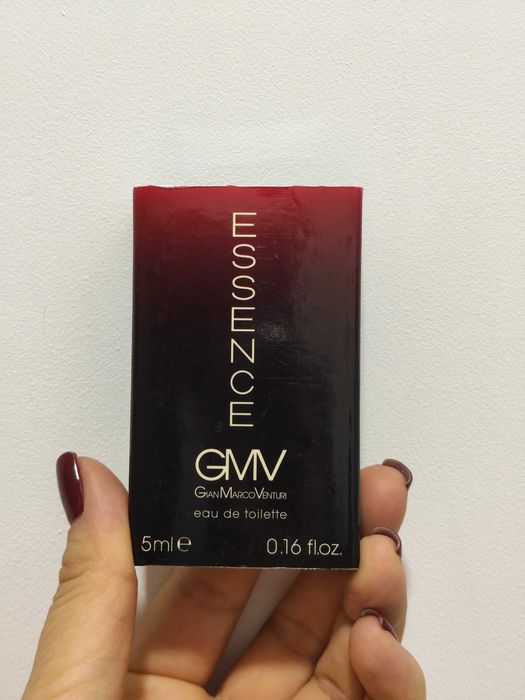 ESSENCE
GMV
GIANMARCOVENTURI
eau de toilette
5ml e 0.16 fl.oz.